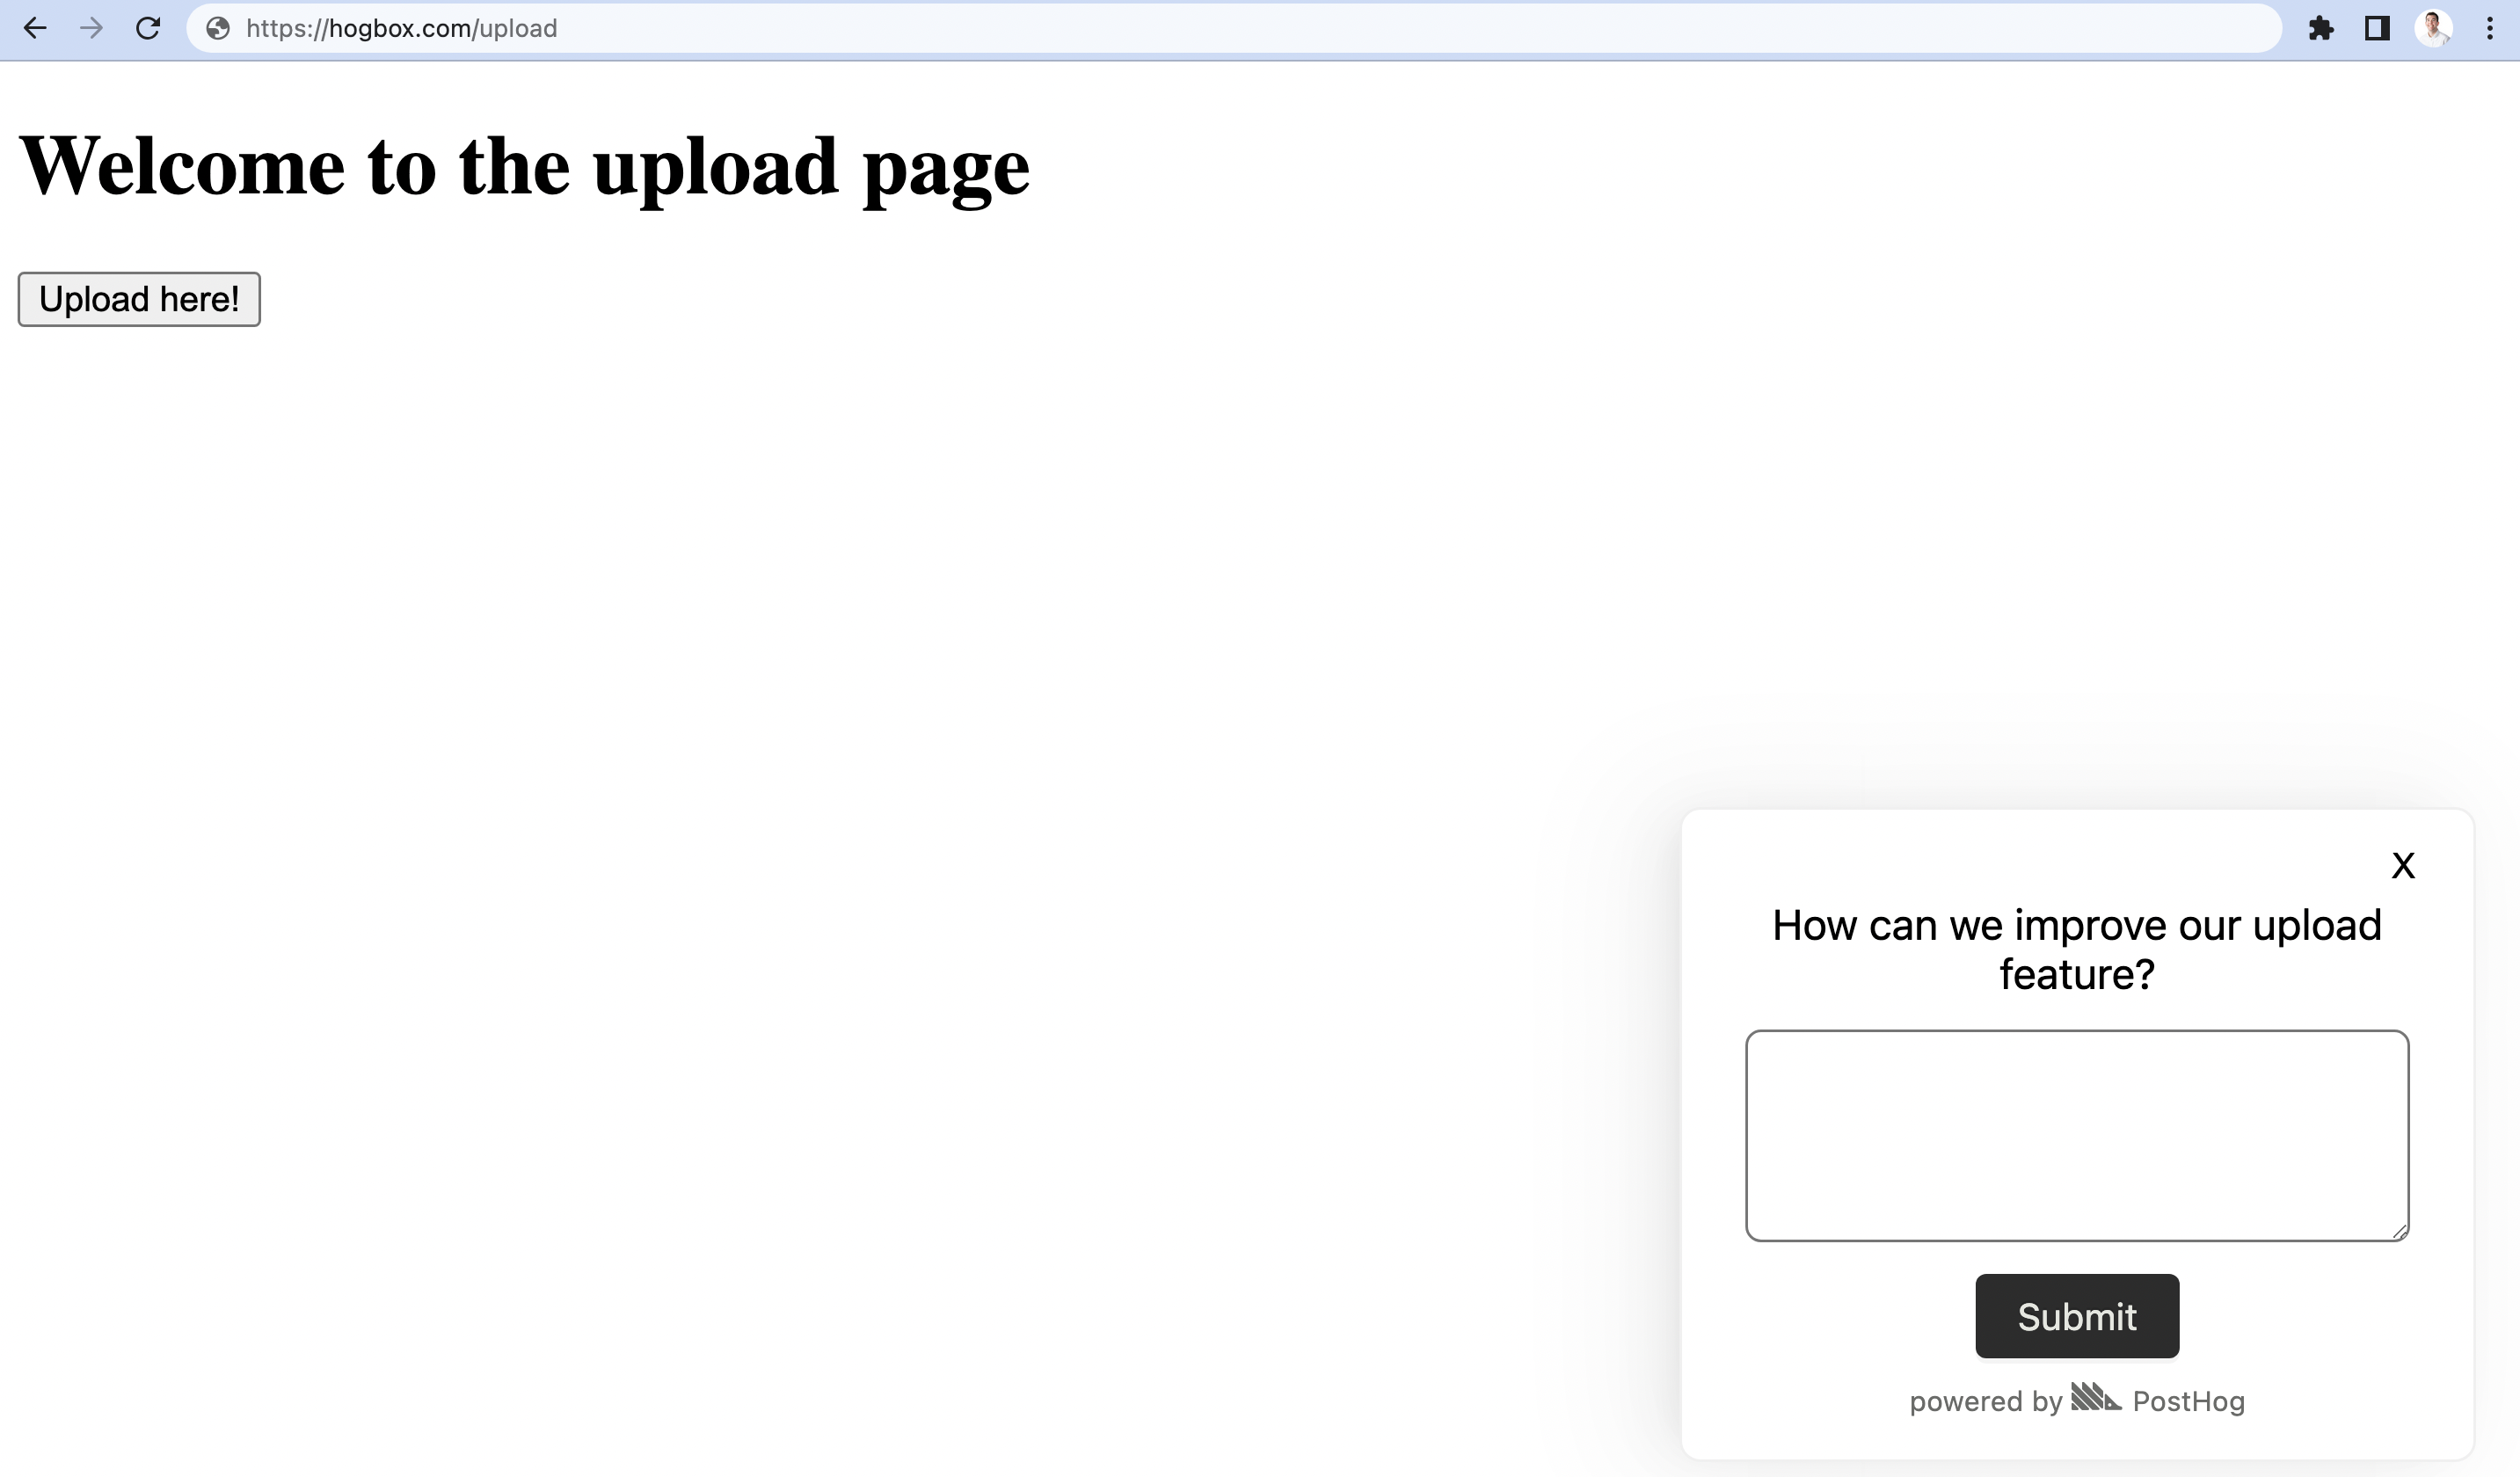 https://hogbox.com/upload
Welcome to the upload page
Upload here!
X
How can we improve our upload
feature?
Submit
powered by PostHog